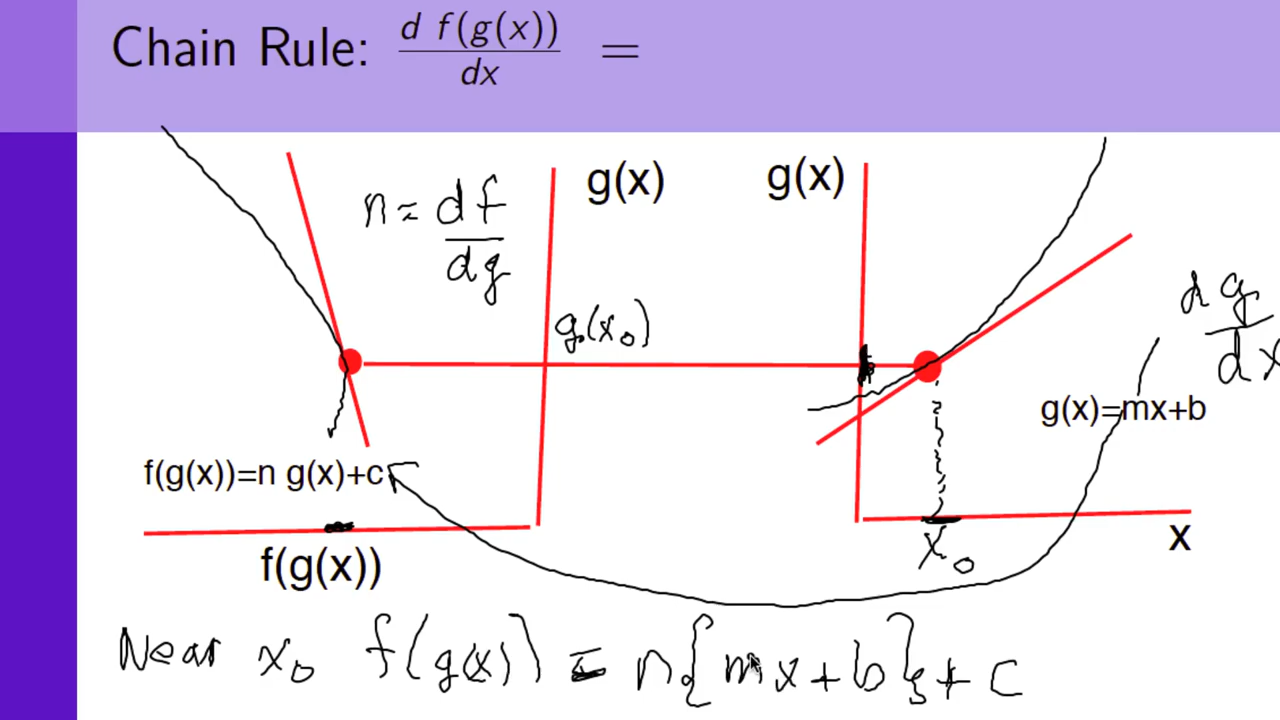 Chain Rule: d f(g(x)) / dx =
g(x)
g(x)
n = df / dg
g(x₀)
dg / dx
g(x)=mx+b
f(g(x))=n g(x)+c
f(g(x))
x₀
x
Near x₀ f(g(x)) = n{mx+b}+c